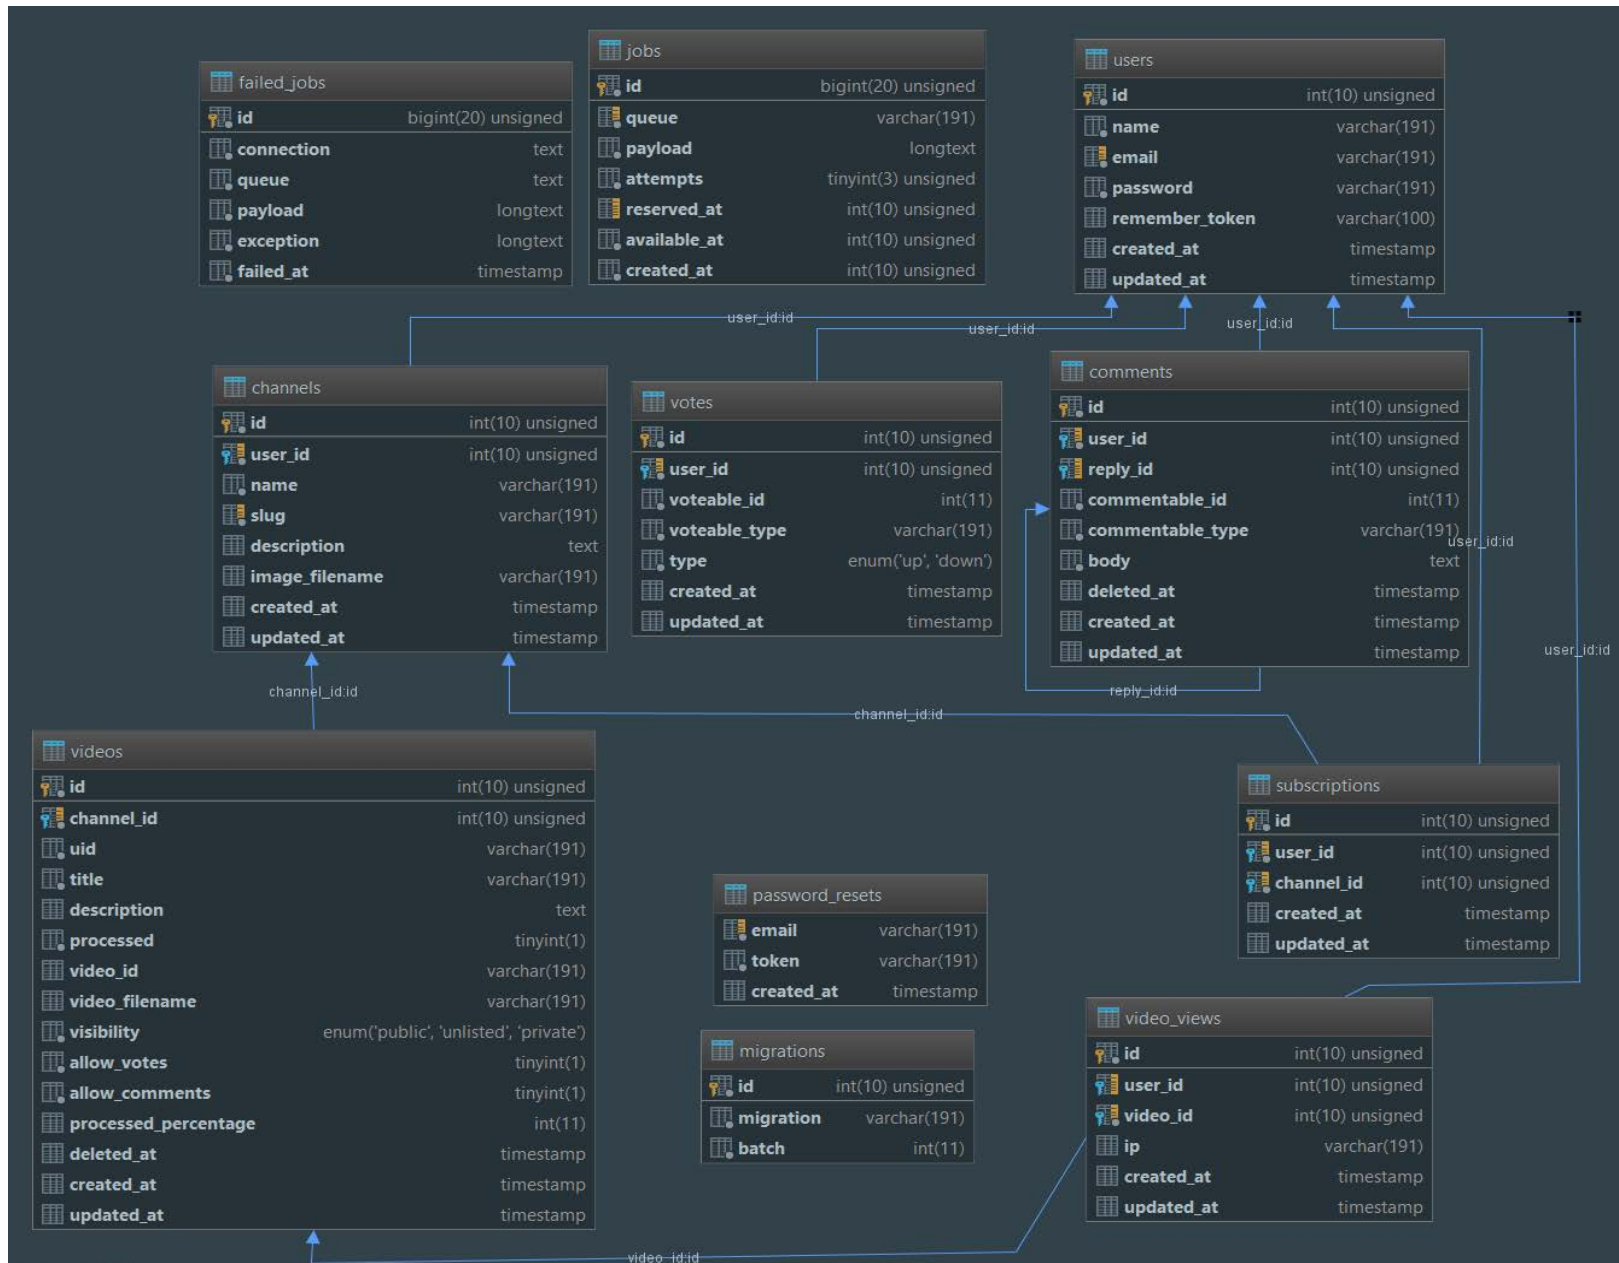 failed_jobs
id bigint(20) unsigned
connection text
queue text
payload longtext
exception longtext
failed_at timestamp
jobs
id bigint(20) unsigned
queue varchar(191)
payload longtext
attempts tinyint(3) unsigned
reserved_at int(10) unsigned
available_at int(10) unsigned
created_at int(10) unsigned
users
id int(10) unsigned
name varchar(191)
email varchar(191)
password varchar(191)
remember_token varchar(100)
created_at timestamp
updated_at timestamp
user_id:id
user_id:id
user_id:id
channels
id int(10) unsigned
user_id int(10) unsigned
name varchar(191)
slug varchar(191)
description text
image_filename varchar(191)
created_at timestamp
updated_at timestamp
votes
id int(10) unsigned
user_id int(10) unsigned
voteable_id int(11)
voteable_type varchar(191)
type enum('up', 'down')
created_at timestamp
updated_at timestamp
comments
id int(10) unsigned
user_id int(10) unsigned
reply_id int(10) unsigned
commentable_id int(11)
commentable_type varchar(191)
body text
deleted_at timestamp
created_at timestamp
updated_at timestamp
user_id:id
user_id:id
channel_id:id
reply_id:id
channel_id:id
videos
id int(10) unsigned
channel_id int(10) unsigned
uid varchar(191)
title varchar(191)
description text
processed tinyint(1)
video_id varchar(191)
video_filename varchar(191)
visibility enum('public', 'unlisted', 'private')
allow_votes tinyint(1)
allow_comments tinyint(1)
processed_percentage int(11)
deleted_at timestamp
created_at timestamp
updated_at timestamp
subscriptions
id int(10) unsigned
user_id int(10) unsigned
channel_id int(10) unsigned
created_at timestamp
updated_at timestamp
password_resets
email varchar(191)
token varchar(191)
created_at timestamp
migrations
id int(10) unsigned
migration varchar(191)
batch int(11)
video_views
id int(10) unsigned
user_id int(10) unsigned
video_id int(10) unsigned
ip varchar(191)
created_at timestamp
updated_at timestamp
video_id:id